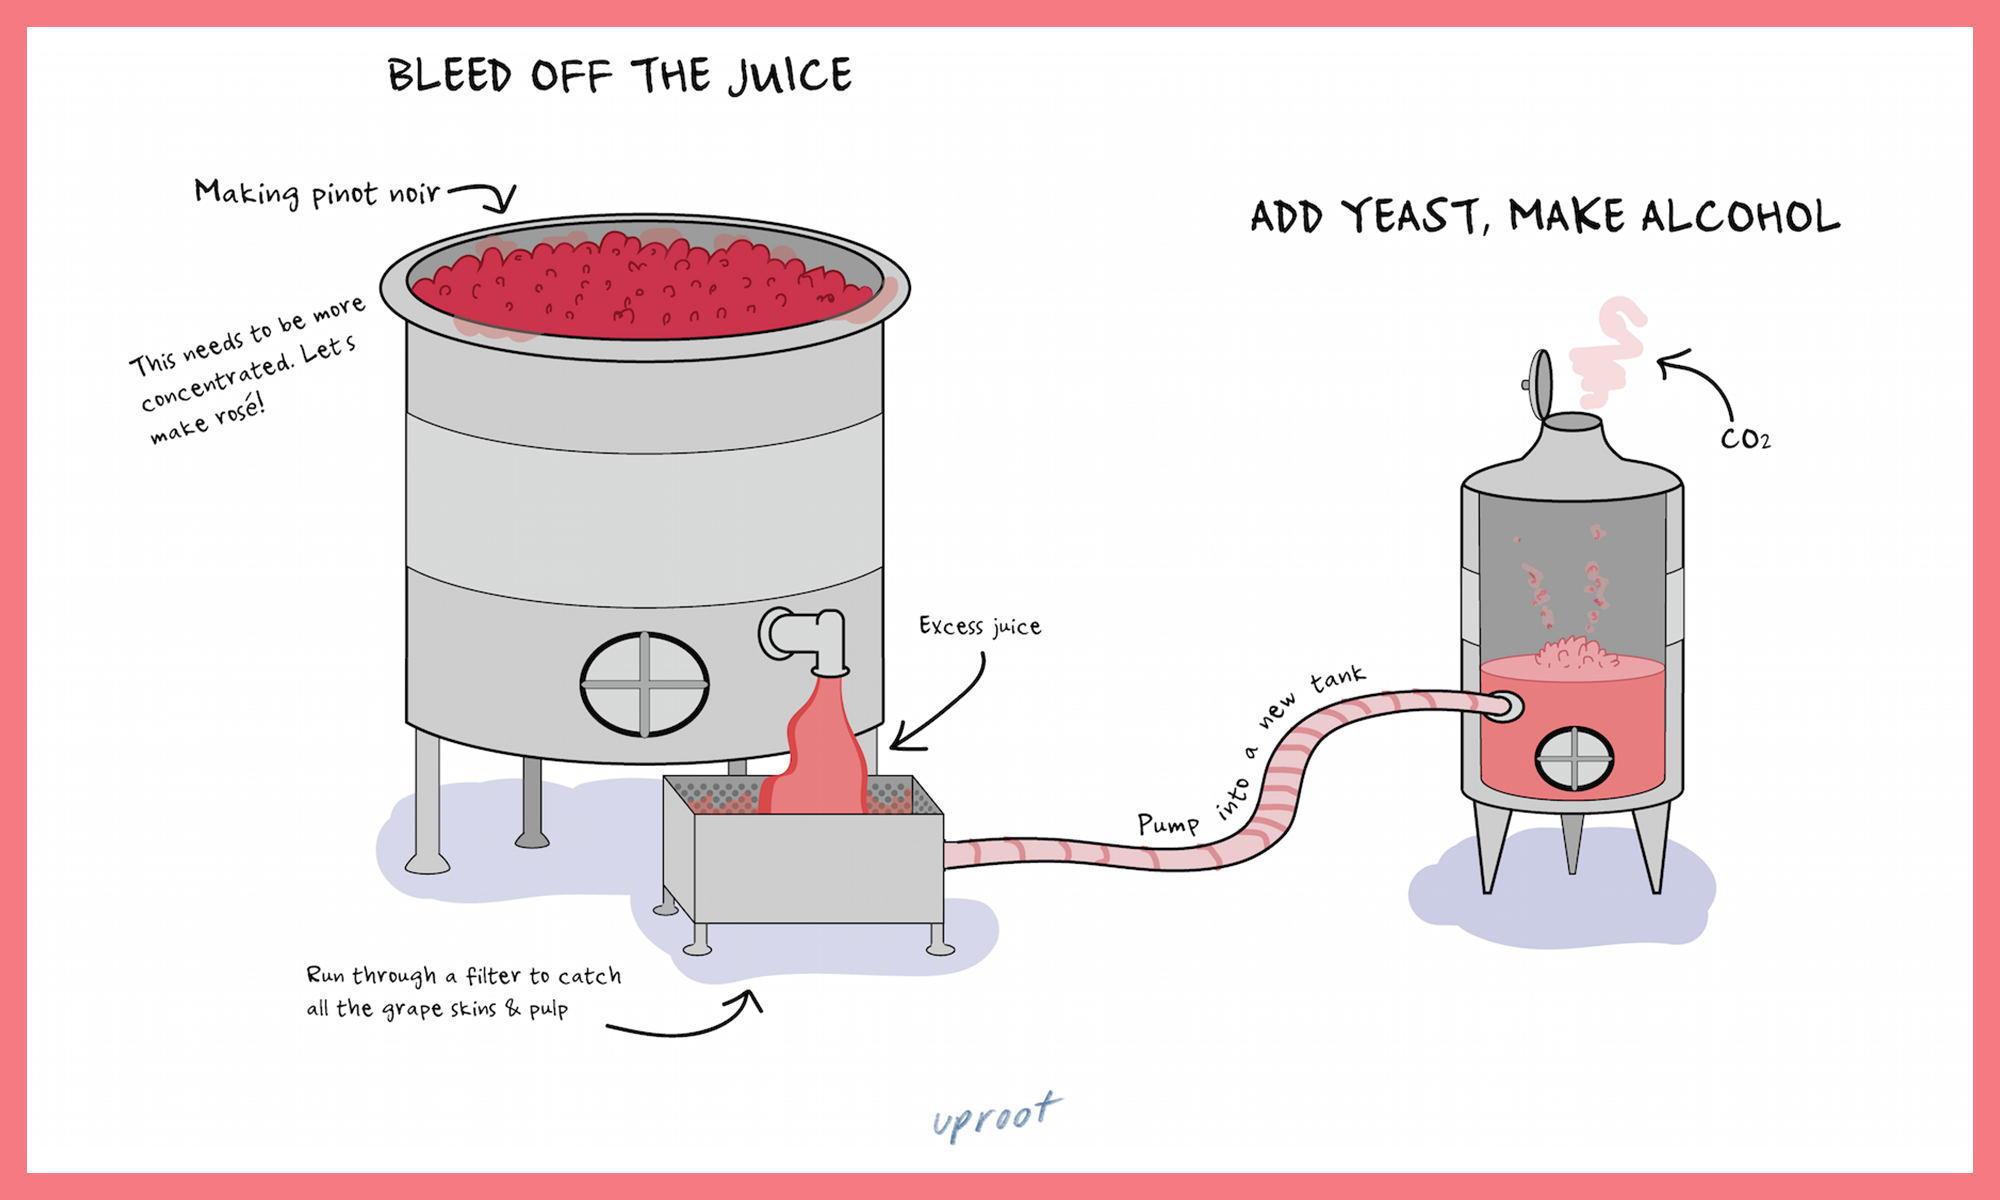 BLEED OFF THE JUICE
Making pinot noir
This needs to be more
concentrated. Let's
make rosé!
Excess juice
Run through a filter to catch
all the grape skins & pulp
Pump into a new tank
ADD YEAST, MAKE ALCOHOL
CO2
uproot